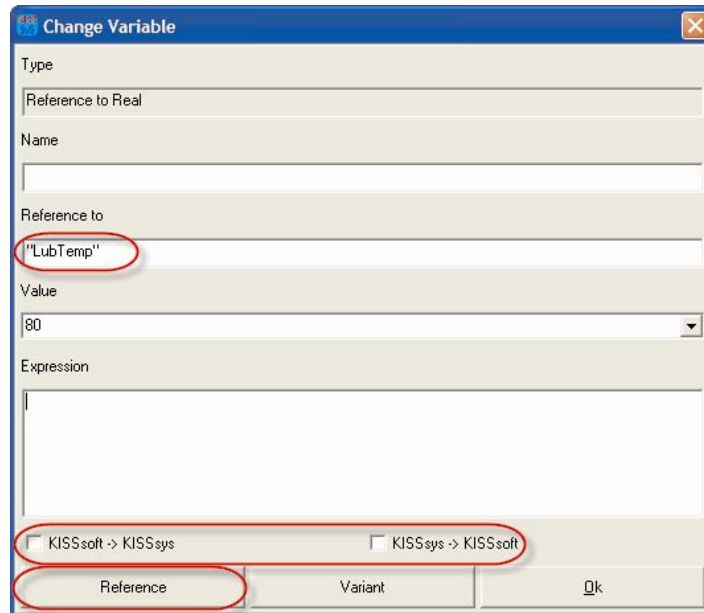 Change Variable
Type
Reference to Real
Name
Reference to
"LubTemp"
Value
80
Expression
KISSsoft -> KISSsys KISSsys -> KISSsoft
Reference Variant Ok